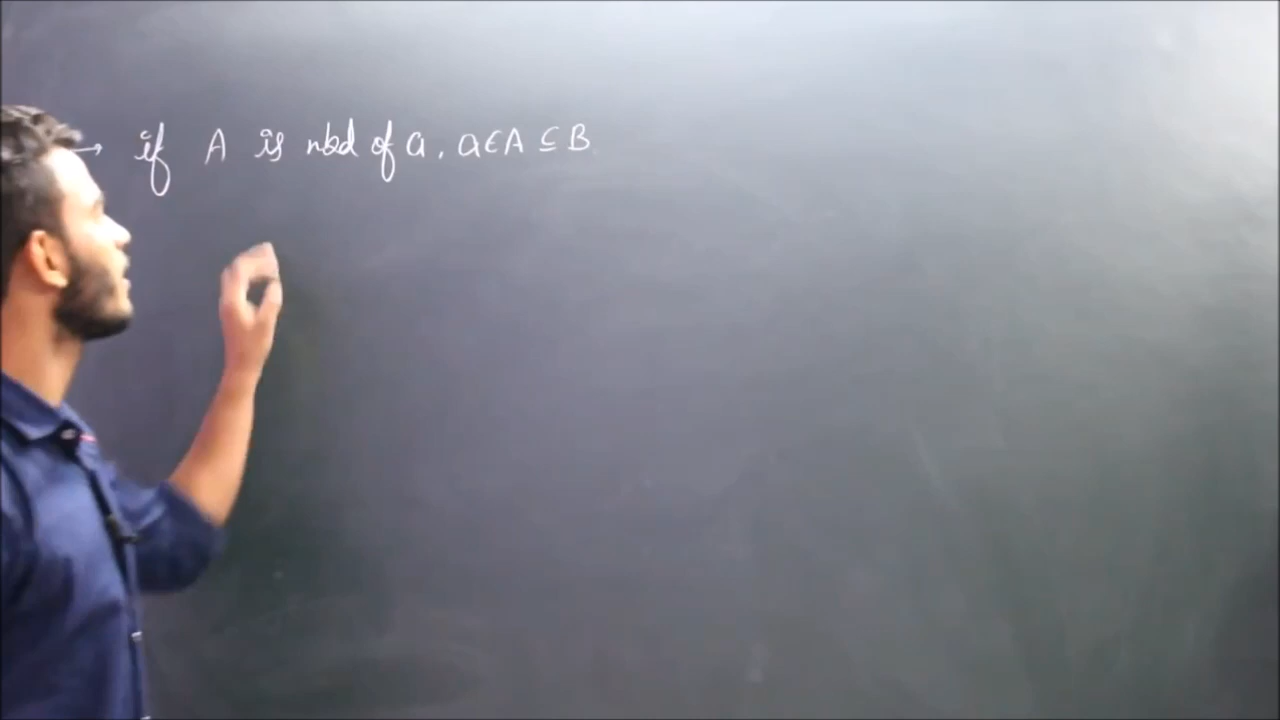 → if A is nbd of a, a∈A ⊆ B